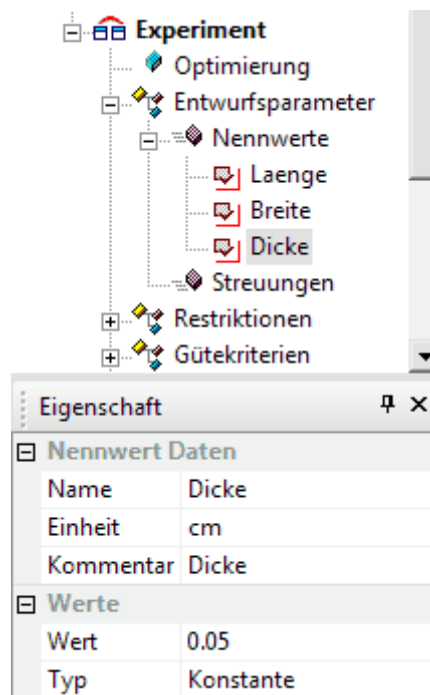 Experiment
Optimierung
Entwurfsparameter
Nennwerte
Laenge
Breite
Dicke
Streuungen
Restriktionen
Gütekriterien
Eigenschaft
Nennwert Daten
Name Dicke
Einheit cm
Kommentar Dicke
Werte
Wert 0.05
Typ Konstante